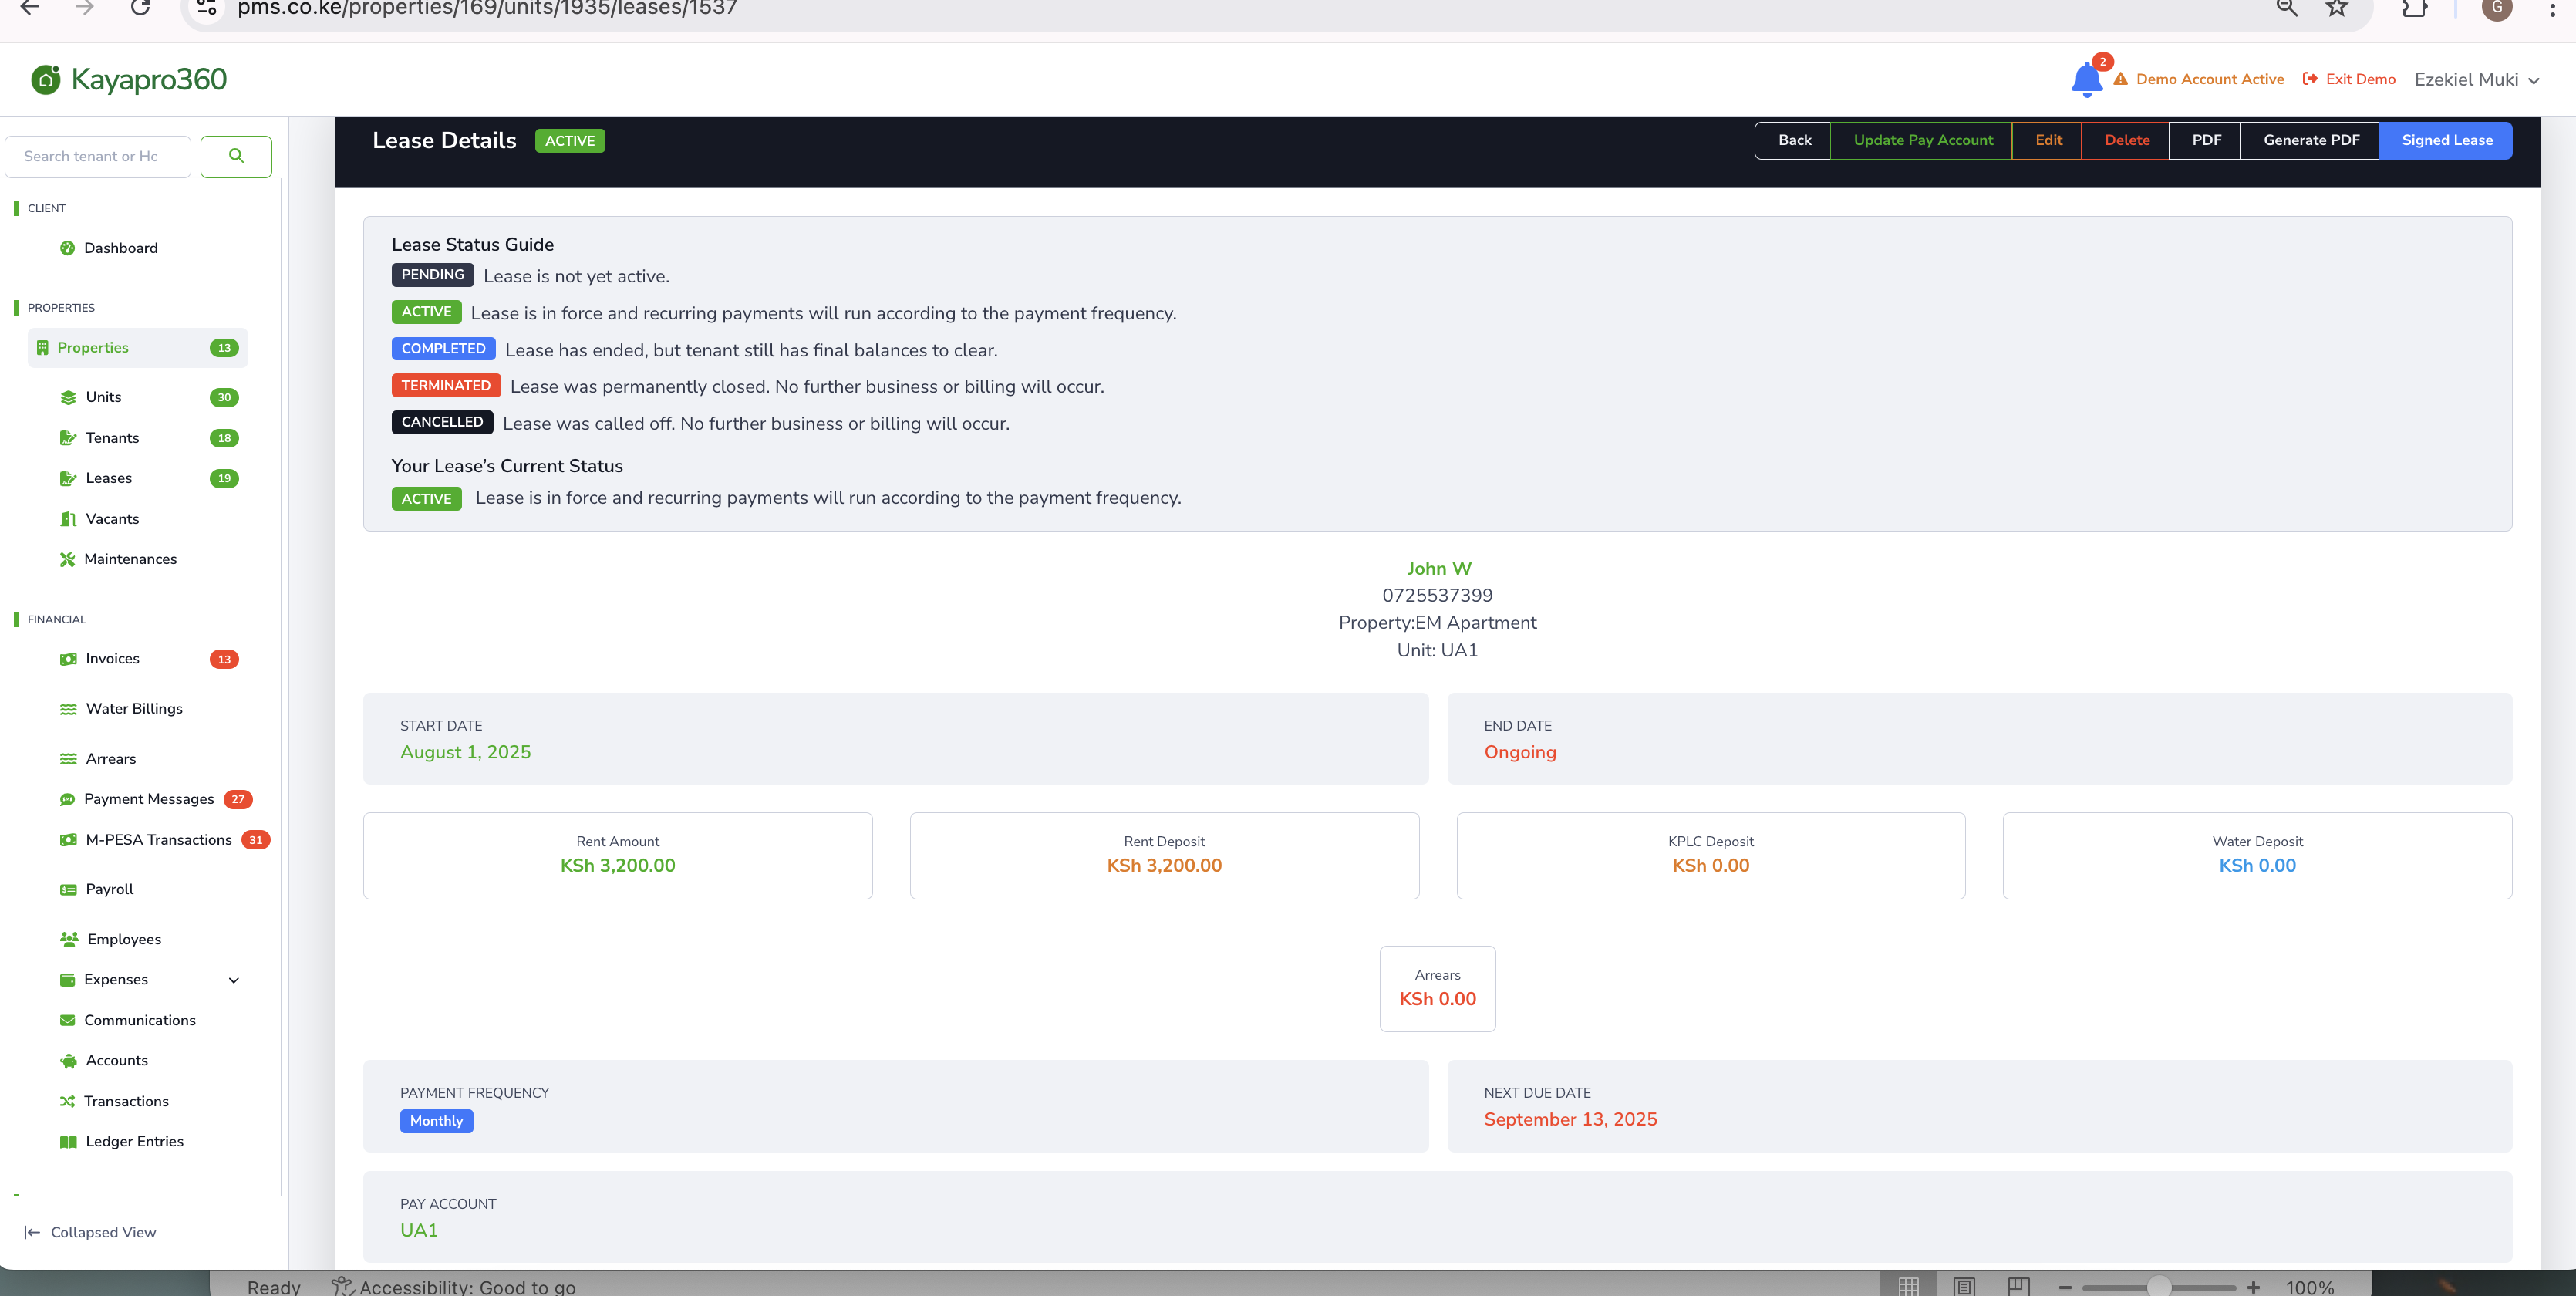 pms.co.ke/properties/169/units/1935/leases/1537
G
Kayapro360
2
Demo Account Active
Exit Demo
Ezekiel Muki
Search tenant or Ho
CLIENT
Dashboard
PROPERTIES
Properties 13
Units 30
Tenants 18
Leases 19
Vacants
Maintenances
FINANCIAL
Invoices 13
Water Billings
Arrears
Payment Messages 27
M-PESA Transactions 31
Payroll
Employees
Expenses
Communications
Accounts
Transactions
Ledger Entries
Collapsed View
Lease Details ACTIVE
Back Update Pay Account Edit Delete PDF Generate PDF Signed Lease
Lease Status Guide
PENDING Lease is not yet active.
ACTIVE Lease is in force and recurring payments will run according to the payment frequency.
COMPLETED Lease has ended, but tenant still has final balances to clear.
TERMINATED Lease was permanently closed. No further business or billing will occur.
CANCELLED Lease was called off. No further business or billing will occur.
Your Lease’s Current Status
ACTIVE Lease is in force and recurring payments will run according to the payment frequency.
John W
0725537399
Property:EM Apartment
Unit: UA1
START DATE
August 1, 2025
END DATE
Ongoing
Rent Amount
KSh 3,200.00
Rent Deposit
KSh 3,200.00
KPLC Deposit
KSh 0.00
Water Deposit
KSh 0.00
Arrears
KSh 0.00
PAYMENT FREQUENCY
Monthly
NEXT DUE DATE
September 13, 2025
PAY ACCOUNT
UA1
Ready
Accessibility: Good to go
100%